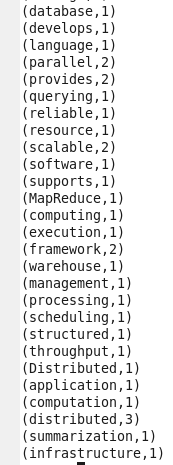 (database,1)
(develops,1)
(language,1)
(parallel,2)
(provides,2)
(querying,1)
(reliable,1)
(resource,1)
(scalable,2)
(software,1)
(supports,1)
(MapReduce,1)
(computing,1)
(execution,1)
(framework,2)
(warehouse,1)
(management,1)
(processing,1)
(scheduling,1)
(structured,1)
(throughput,1)
(Distributed,1)
(application,1)
(computation,1)
(distributed,3)
(summarization,1)
(infrastructure,1)